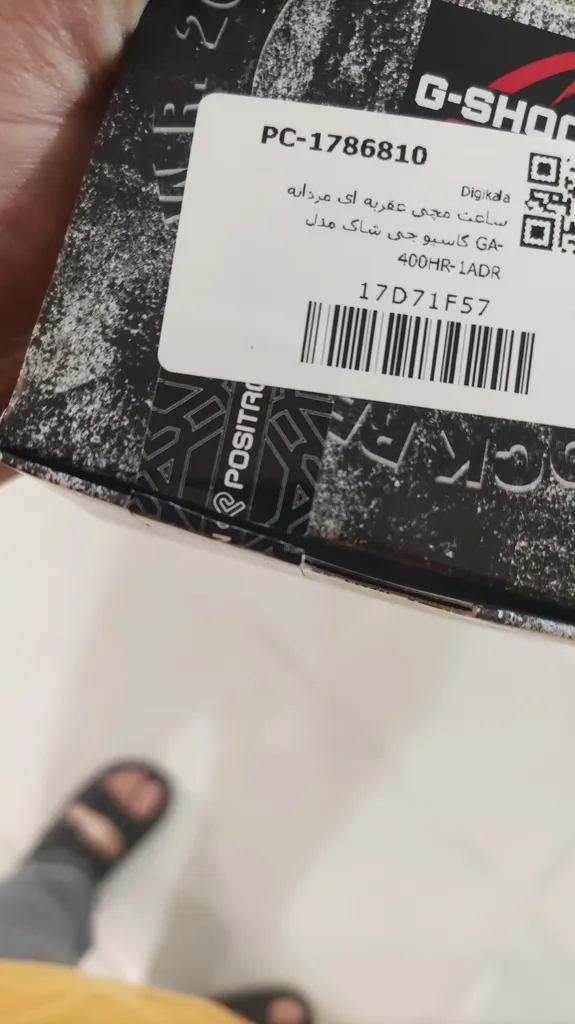 G-SHOC
PC-1786810
Digikala
ساعت مچی عقربه ای مردانه
کاسیو جی شاک مدل GA-
400HR-1ADR
17D71F57
POSITRO